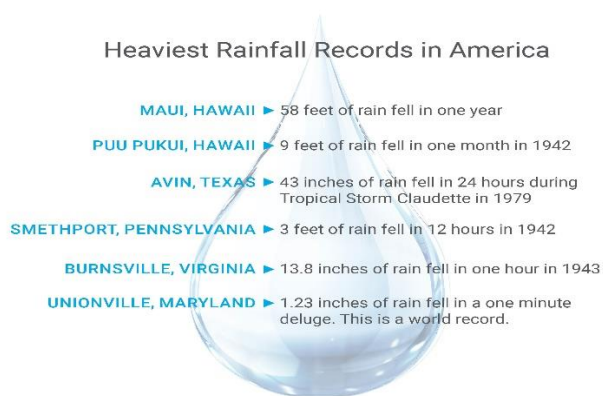 Heaviest Rainfall Records in America
MAUI, HAWAII ► 58 feet of rain fell in one year
PUU PUKUI, HAWAII ► 9 feet of rain fell in one month in 1942
AVIN, TEXAS ► 43 inches of rain fell in 24 hours during
Tropical Storm Claudette in 1979
SMETHPORT, PENNSYLVANIA ► 3 feet of rain fell in 12 hours in 1942
BURNSVILLE, VIRGINIA ► 13.8 inches of rain fell in one hour in 1943
UNIONVILLE, MARYLAND ► 1.23 inches of rain fell in a one minute
deluge. This is a world record.